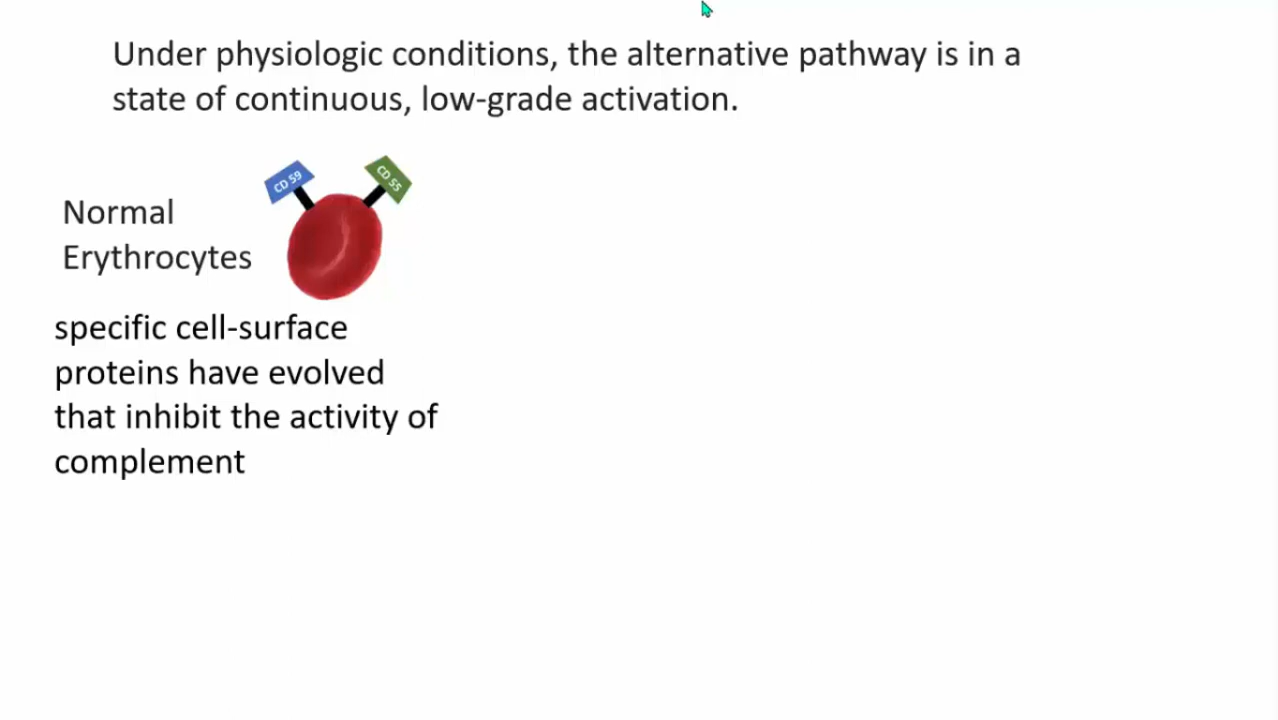 Under physiologic conditions, the alternative pathway is in a
state of continuous, low-grade activation.
CD 59
CD 55
Normal
Erythrocytes
specific cell-surface
proteins have evolved
that inhibit the activity of
complement